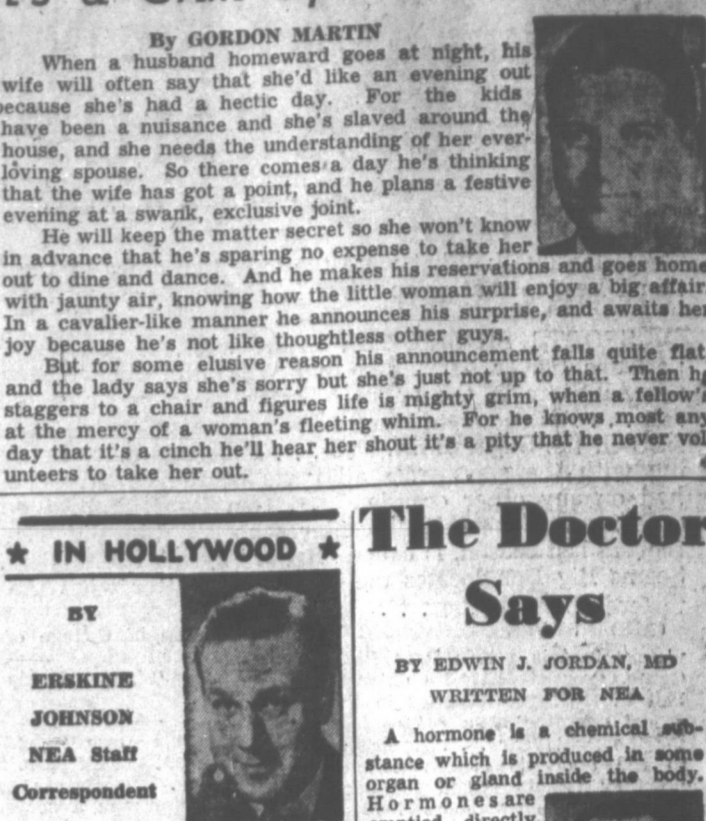 By GORDON MARTIN
When a husband homeward goes at night, his
wife will often say that she'd like an evening out
because she's had a hectic day. For the kids
have been a nuisance and she's slaved around the
house, and she needs the understanding of her ever-
loving spouse. So there comes a day he's thinking
that the wife has got a point, and he plans a festive
evening at a swank, exclusive joint.
He will keep the matter secret so she won't know
in advance that he's sparing no expense to take her
out to dine and dance. And he makes his reservations and goes home
with jaunty air, knowing how the little woman will enjoy a big affair
In a cavalier-like manner he announces his surprise, and awaits her
joy because he's not like thoughtless other guys.
But for some elusive reason his announcement falls quite flat
and the lady says she's sorry but she's just not up to that. Then he
staggers to a chair and figures life is mighty grim, when a fellow's
at the mercy of a woman's fleeting whim. For he knows most any
day that it's a cinch he'll hear her shout it's a pity that he never vol
unteers to take her out.
★ IN HOLLYWOOD ★
BY
ERSKINE
JOHNSON
NEA Staff
Correspondent
The Doctor
Says
BY EDWIN J. JORDAN, MD
WRITTEN FOR NEA
A hormone is a chemical sub-
stance which is produced in some
organ or gland inside the body.
Hormones are
directly